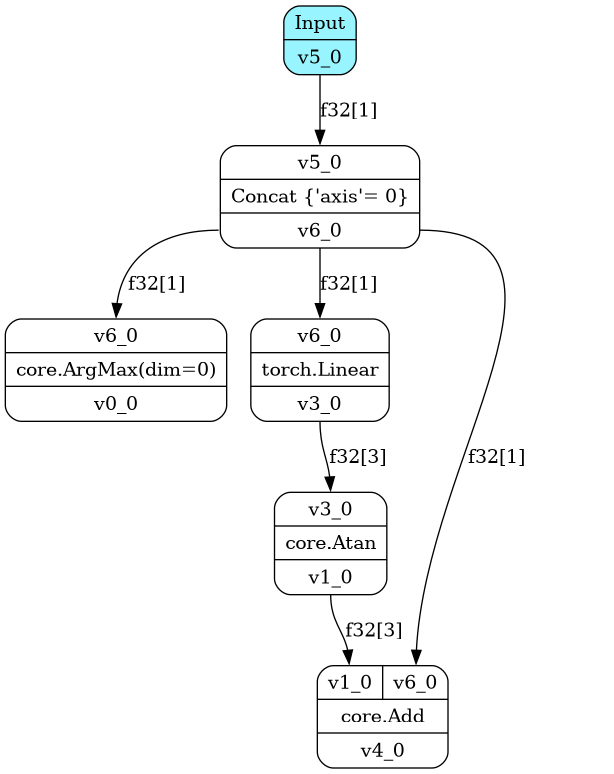 Input
v5_0
f32[1]
v5_0
Concat {'axis'= 0}
v6_0
f32[1]
f32[1]
v6_0
core.ArgMax(dim=0)
v0_0
v6_0
torch.Linear
v3_0
f32[3]
f32[1]
v3_0
core.Atan
v1_0
f32[3]
v1_0 v6_0
core.Add
v4_0